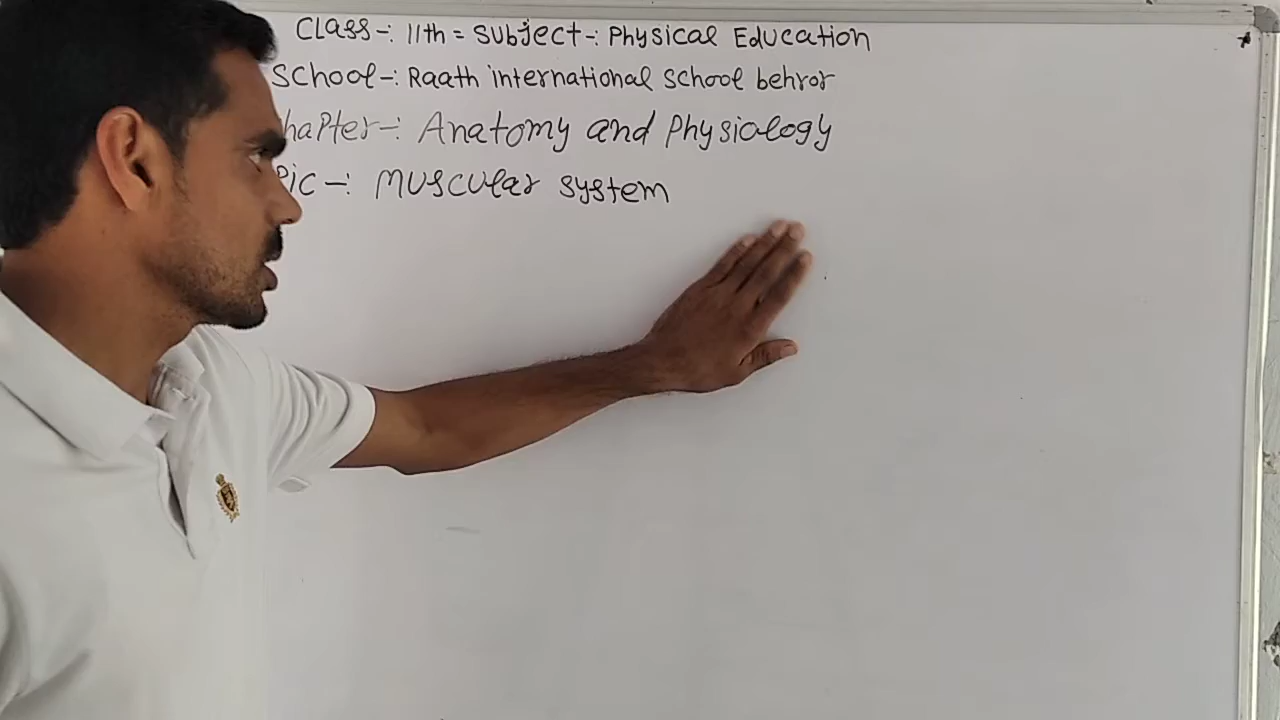 Class-: 11th = Subject-: Physical Education
School-: Raath international School behror
hapter-: Anatomy and Physiology
pic-: Muscular system